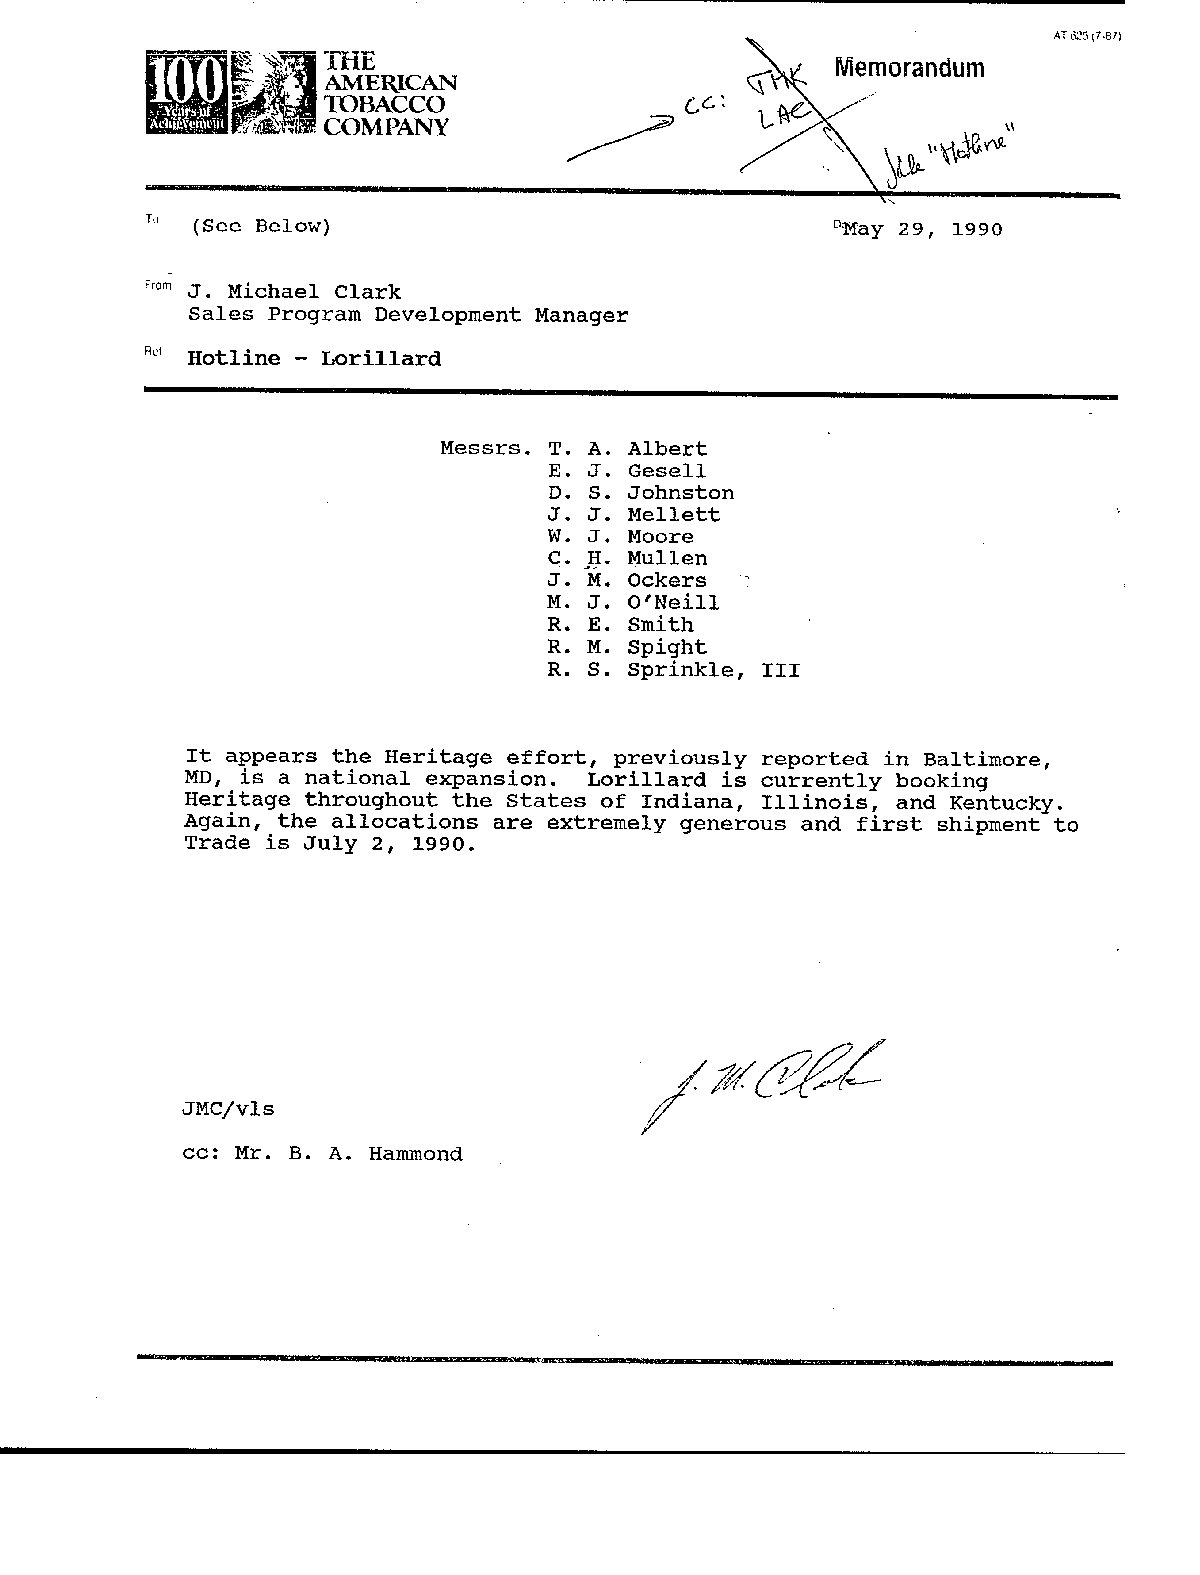 AT 625 (7-87)
100
Years of
Achievement
THE
AMERICAN
TOBACCO
COMPANY
Memorandum
cc: THK
LAC
"Hotline"
To (See Below)
May 29, 1990
From J. Michael Clark
Sales Program Development Manager
Ref Hotline - Lorillard
Messrs. T. A. Albert
E. J. Gesell
D. S. Johnston
J. J. Mellett
W. J. Moore
C. H. Mullen
J. M. Ockers
M. J. O'Neill
R. E. Smith
R. M. Spight
R. S. Sprinkle, III
It appears the Heritage effort, previously reported in Baltimore,
MD, is a national expansion. Lorillard is currently booking
Heritage throughout the States of Indiana, Illinois, and Kentucky.
Again, the allocations are extremely generous and first shipment to
Trade is July 2, 1990.
J. M. Clark
JMC/vls
cc: Mr. B. A. Hammond